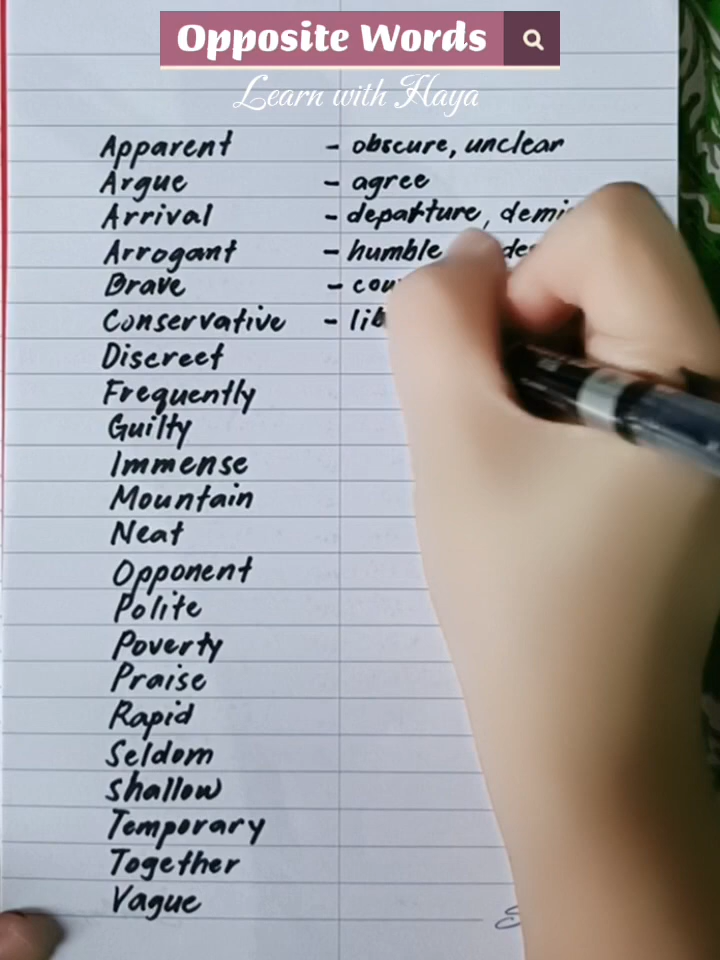 Opposite Words
Learn with Haya
Apparent - obscure, unclear
Argue - agree
Arrival - departure,
Arrogant - humble
Brave -
Conservative -
Discreet
Frequently
Guilty
Immense
Mountain
Neat
Opponent
Polite
Poverty
Praise
Rapid
Seldom
Shallow
Temporary
Together
Vague